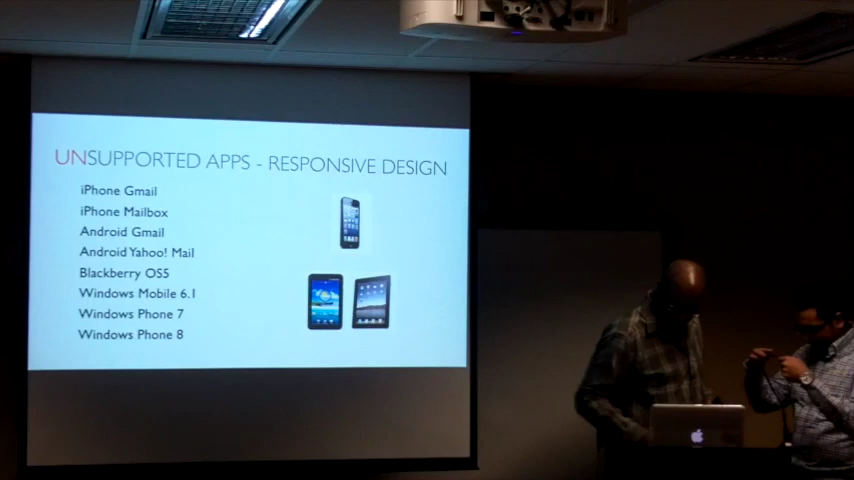 UNSUPPORTED APPS - RESPONSIVE DESIGN
iPhone Gmail
iPhone Mailbox
Android Gmail
Android Yahoo! Mail
Blackberry OS5
Windows Mobile 6.1
Windows Phone 7
Windows Phone 8